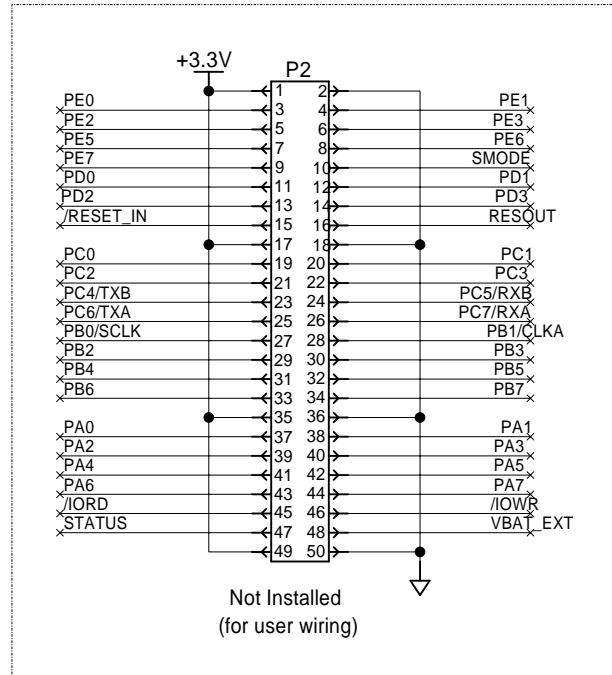 +3.3V
P2
1 2
PE0 3 4 PE1
PE2 5 6 PE3
PE5 7 8 PE6
PE7 9 10 SMODE
PD0 11 12 PD1
PD2 13 14 PD3
/RESET_IN 15 16 RESOUT
17 18
PC0 19 20 PC1
PC2 21 22 PC3
PC4/TXB 23 24 PC5/RXB
PC6/TXA 25 26 PC7/RXA
PB0/SCLK 27 28 PB1/CLKA
PB2 29 30 PB3
PB4 31 32 PB5
PB6 33 34 PB7
35 36
PA0 37 38 PA1
PA2 39 40 PA3
PA4 41 42 PA5
PA6 43 44 PA7
/IORD 45 46 /IOWR
STATUS 47 48 VBAT_EXT
49 50
Not Installed
(for user wiring)